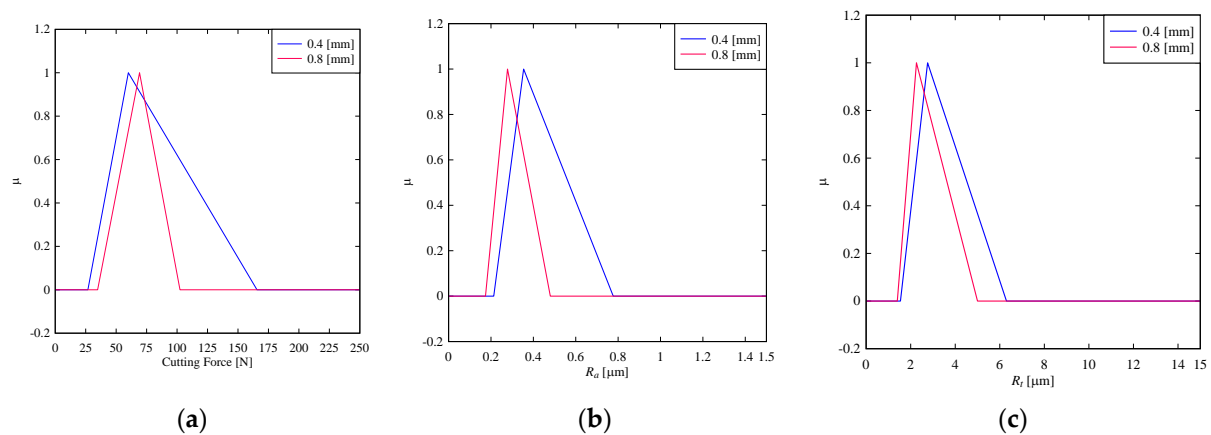 1.2
1
0.8
0.6
0.4
0.2
0
-0.2
μ
0.4 [mm]
0.8 [mm]
0 25 50 75 100 125 150 175 200 225 250
Cutting Force [N]
(a)
1.2
1
0.8
0.6
0.4
0.2
0
-0.2
μ
0.4 [mm]
0.8 [mm]
0 0.2 0.4 0.6 0.8 1 1.2 1.4 1.5
Ra [μm]
(b)
1.2
1
0.8
0.6
0.4
0.2
0
-0.2
μ
0.4 [mm]
0.8 [mm]
0 2 4 6 8 10 12 14 15
Rt [μm]
(c)